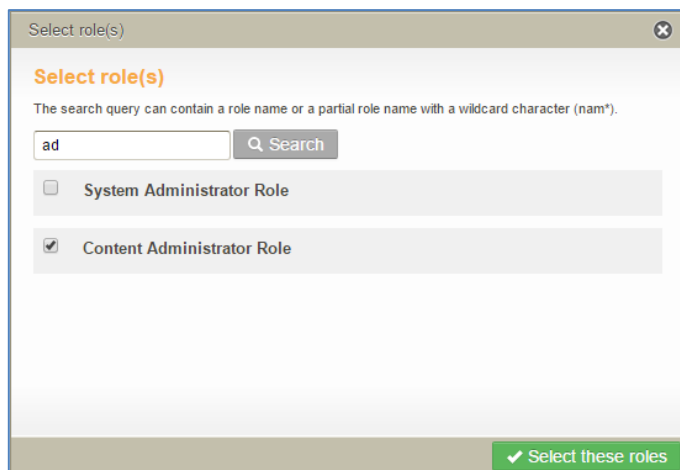 Select role(s)
Select role(s)
The search query can contain a role name or a partial role name with a wildcard character (nam*).
ad Search
System Administrator Role
Content Administrator Role
Select these roles